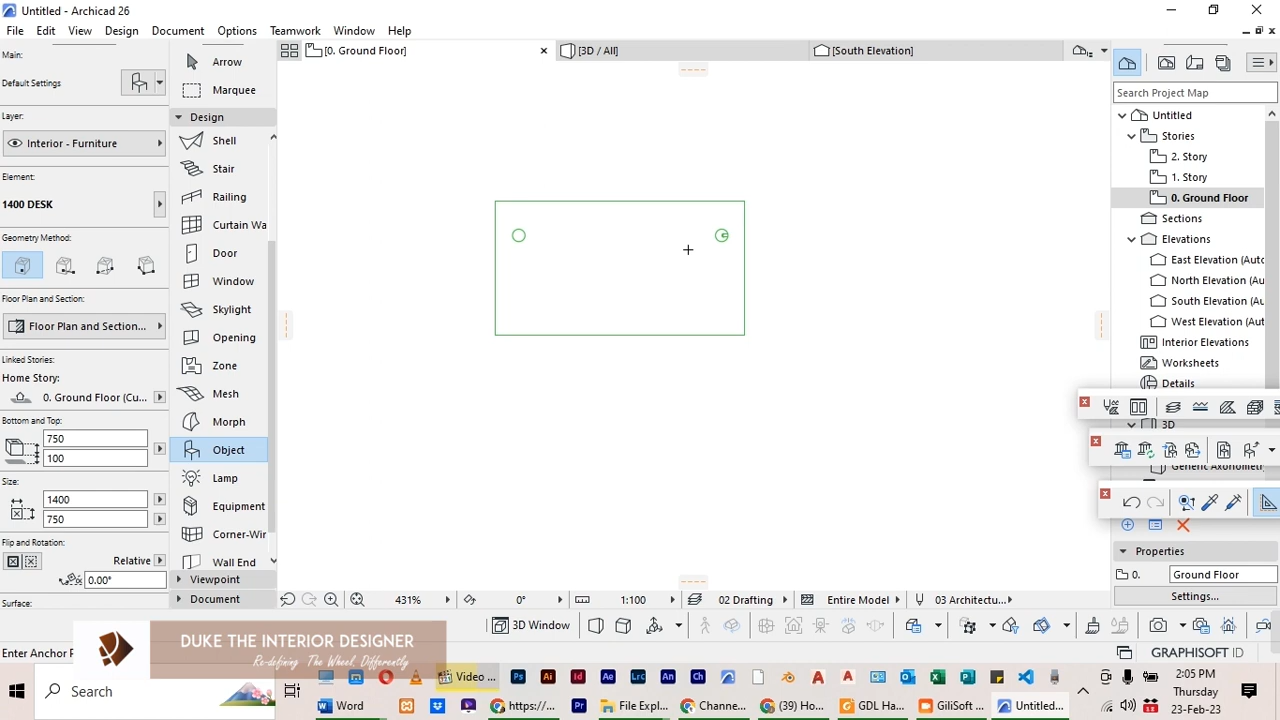 Untitled - Archicad 26
File Edit View Design Document Options Teamwork Window Help
Main:
Default Settings
Layer:
Interior - Furniture
Element:
1400 DESK
Geometry Method:
Floor Plan and Section:
Floor Plan and Section...
Linked Stories:
Home Story:
0. Ground Floor (Cu...
Bottom and Top:
750
100
Size:
1400
750
Flip and Rotation:
Relative
0.00°
Surface:
Enter Anchor P
Arrow
Marquee
Design
Shell
Stair
Railing
Curtain Wa
Door
Window
Skylight
Opening
Zone
Mesh
Morph
Object
Lamp
Equipment
Corner-Wir
Wall End
Viewpoint
Document
[0. Ground Floor]
[3D / All]
[South Elevation]
Search Project Map
Untitled
Stories
2. Story
1. Story
0. Ground Floor
Sections
Elevations
East Elevation (Auto
North Elevation (Au
South Elevation (Au
West Elevation (Aut
Interior Elevations
Worksheets
Details
3D
Generic Axonomet
Properties
0. Ground Floor
Settings...
431% 0° 1:100 02 Drafting Entire Model 03 Architectu...
3D Window
GRAPHISOFT ID
DUKE THE INTERIOR DESIGNER
Re-defining The Wheel, Differently
Search
Video ...
Word
https:/...
File Expl...
Channe...
(39) Ho...
GDL Ha...
GiliSoft ...
Untitled...
2:05 PM
Thursday
23-Feb-23